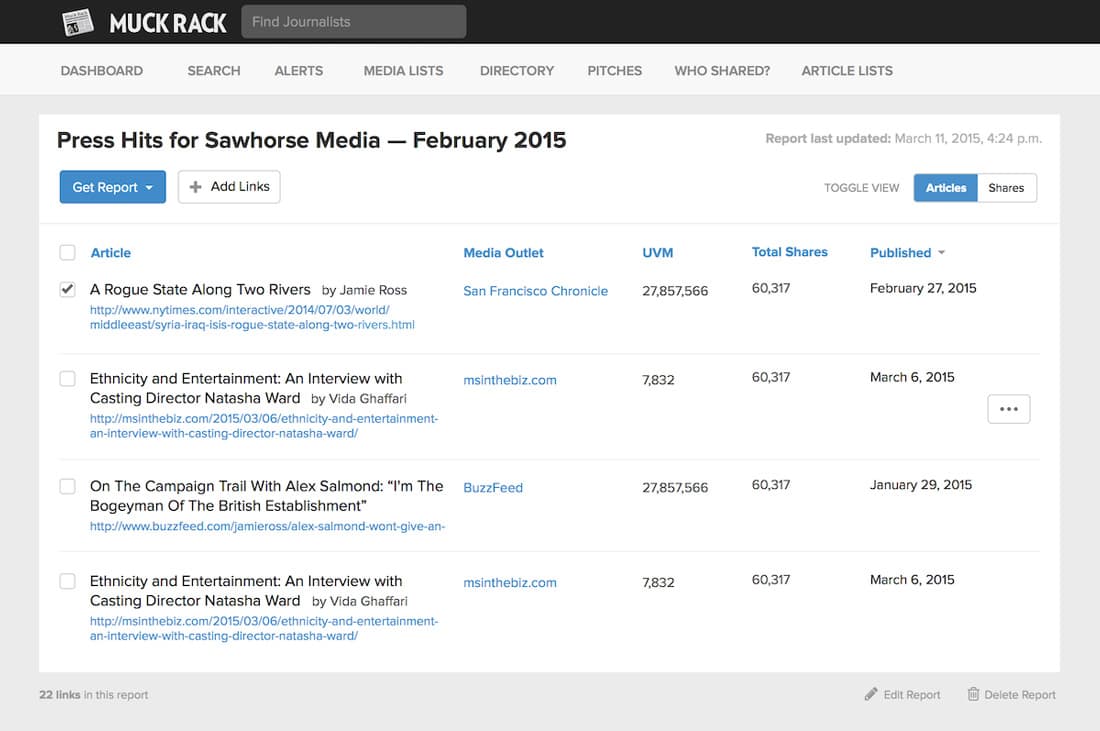 MUCK RACK
Find Journalists
DASHBOARD SEARCH ALERTS MEDIA LISTS DIRECTORY PITCHES WHO SHARED? ARTICLE LISTS
Press Hits for Sawhorse Media — February 2015
Report last updated: March 11, 2015, 4:24 p.m.
Get Report
Add Links
TOGGLE VIEW Articles Shares
Article Media Outlet UVM Total Shares Published
A Rogue State Along Two Rivers by Jamie Ross San Francisco Chronicle 27,857,566 60,317 February 27, 2015
http://www.nytimes.com/interactive/2014/07/03/world/
middleeast/syria-iraq-isis-rogue-state-along-two-rivers.html
Ethnicity and Entertainment: An Interview with msinthebiz.com 7,832 60,317 March 6, 2015
Casting Director Natasha Ward by Vida Ghaffari
http://msinthebiz.com/2015/03/06/ethnicity-and-entertainment-
an-interview-with-casting-director-natasha-ward/
On The Campaign Trail With Alex Salmond: “I'm The BuzzFeed 27,857,566 60,317 January 29, 2015
Bogeyman Of The British Establishment”
http://www.buzzfeed.com/jamieross/alex-salmond-wont-give-an-
Ethnicity and Entertainment: An Interview with msinthebiz.com 7,832 60,317 March 6, 2015
Casting Director Natasha Ward by Vida Ghaffari
http://msinthebiz.com/2015/03/06/ethnicity-and-entertainment-
an-interview-with-casting-director-natasha-ward/
22 links in this report
Edit Report Delete Report